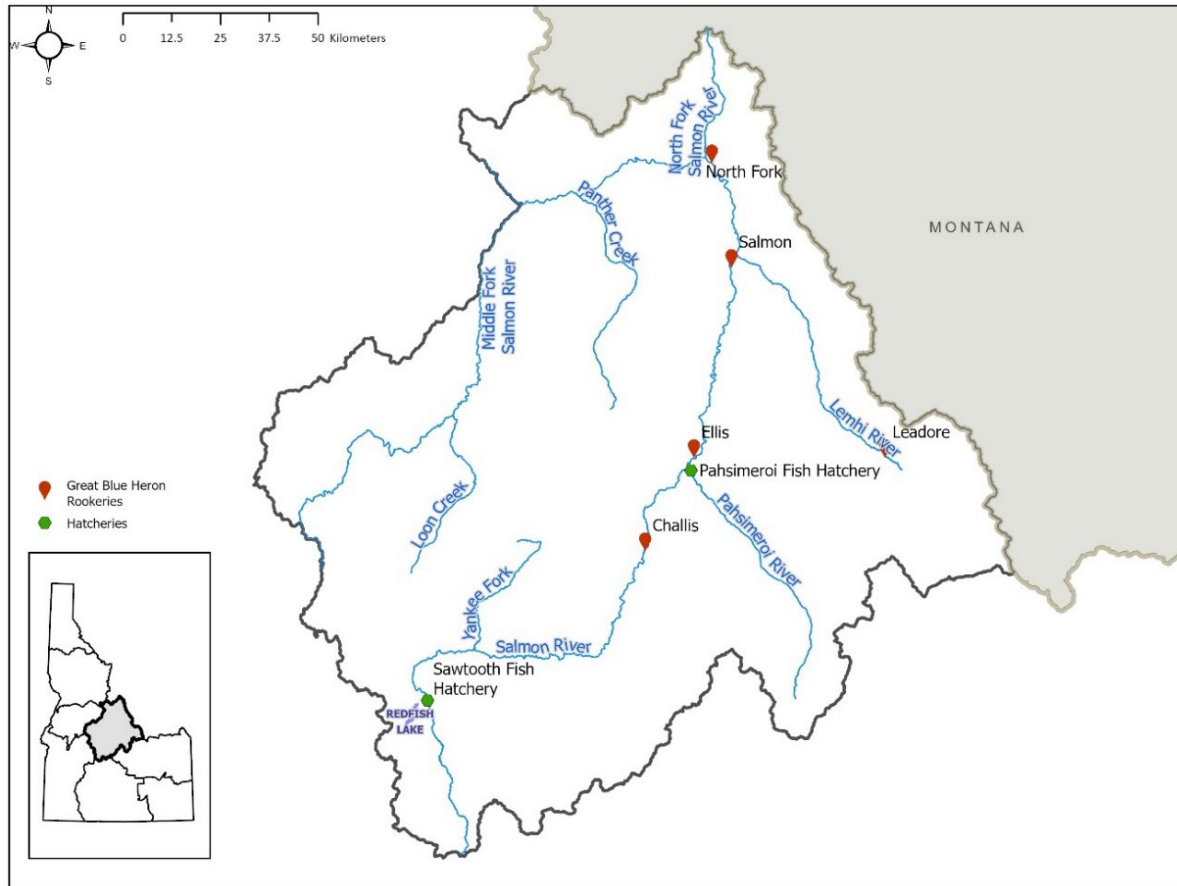 N
W
E
S
0
12.5
25
37.5
50 Kilometers
North Fork
Salmon River
North Fork
Panther Creek
MONTANA
Salmon
Middle Fork
Salmon River
Lemhi River
Leadore
Ellis
Pahsimeroi Fish Hatchery
Great Blue Heron
Rookeries
Hatcheries
Loon Creek
Challis
Pahsimeroi River
Yankee Fork
Salmon River
Sawtooth Fish
Hatchery
REDFISH
LAKE